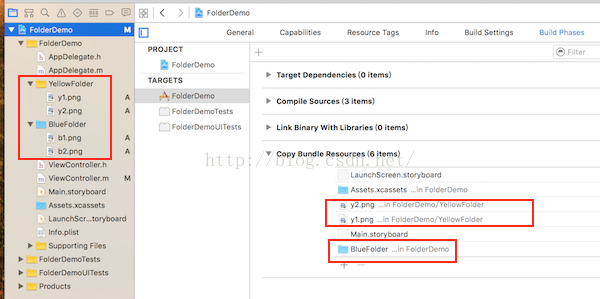 FolderDemo
M
FolderDemo
AppDelegate.h
AppDelegate.m
YellowFolder
y1.png A
y2.png A
BlueFolder
b1.png A
b2.png A
ViewController.h
ViewController.m M
Main.storyboard
Assets.xcassets
LaunchScr...toryboard
Info.plist
Supporting Files
FolderDemoTests
FolderDemoUITests
Products
FolderDemo
General Capabilities Resource Tags Info Build Settings Build Phases
PROJECT
FolderDemo
TARGETS
FolderDemo
FolderDemoTests
FolderDemoUITests
+
Filter
Target Dependencies (0 items)
Compile Sources (3 items)
Link Binary With Libraries (0 items)
Copy Bundle Resources (6 items)
LaunchScreen.storyboard
Assets.xcassets ...in FolderDemo
y2.png ...in FolderDemo/YellowFolder
y1.png ...in FolderDemo/YellowFolder
Main.storyboard
BlueFolder ...in FolderDemo
+ −
http://blog.csdn.net/